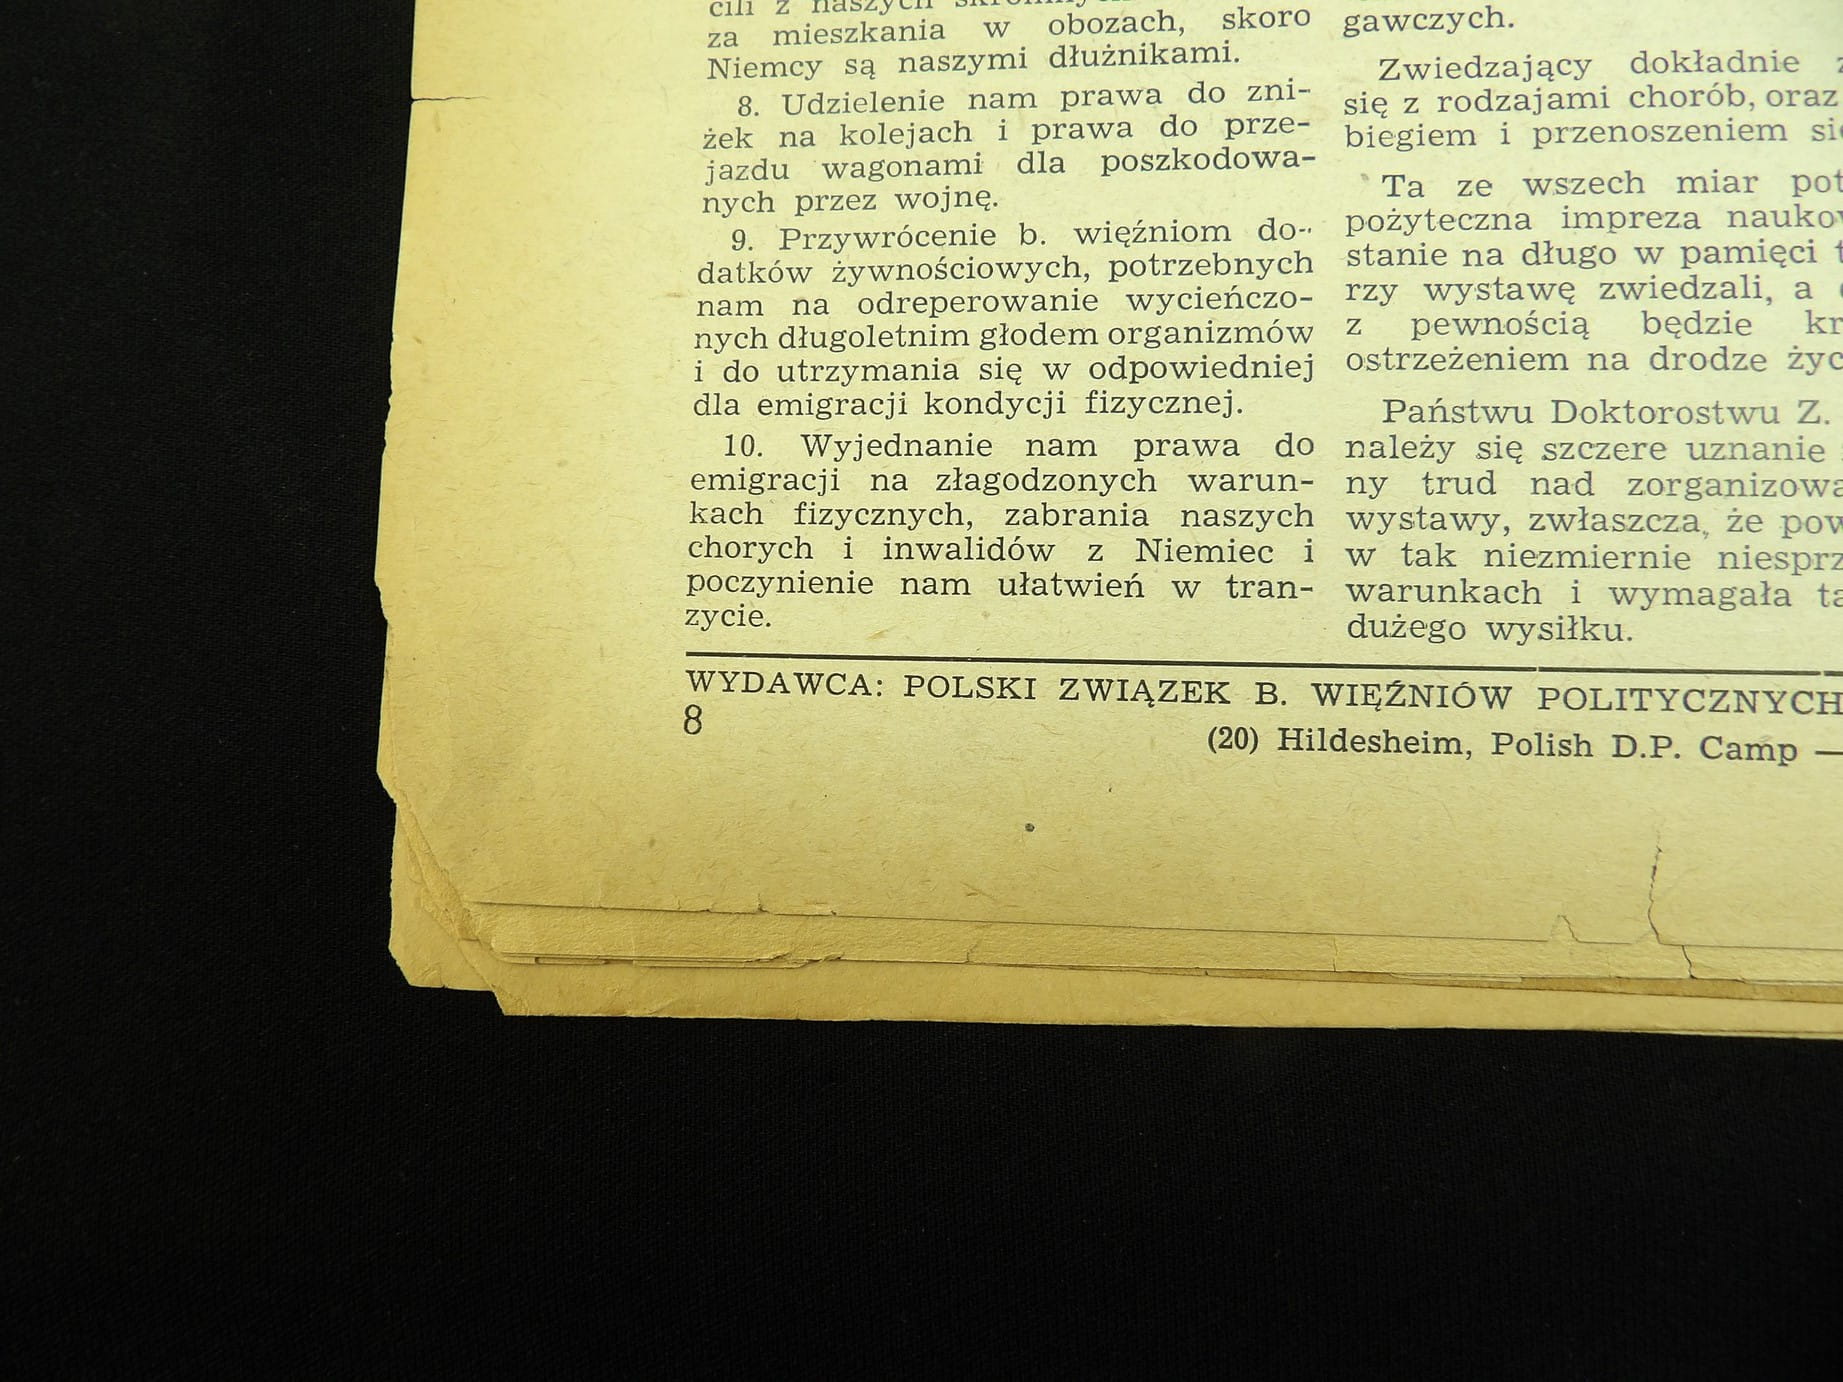 cili z naszych
za mieszkania w obozach, skoro
Niemcy są naszymi dłużnikami.
8. Udzielenie nam prawa do zni-
żek na kolejach i prawa do prze-
jazdu wagonami dla poszkodowa-
nych przez wojnę.
9. Przywrócenie b. więźniom do-
datków żywnościowych, potrzebnych
nam na odreperowanie wycieńczo-
nych długoletnim głodem organizmów
i do utrzymania się w odpowiedniej
dla emigracji kondycji fizycznej.
10. Wyjednanie nam prawa do
emigracji na złagodzonych warun-
kach fizycznych, zabrania naszych
chorych i inwalidów z Niemiec i
poczynienie nam ułatwień w tran-
zycie.
gawczych.
Zwiedzający dokładnie
się z rodzajami chorób, oraz
biegiem i przenoszeniem
Ta ze wszech miar
pożyteczna impreza
stanie na długo w pamięci
rzy wystawę zwiedzali, a
z pewnością będzie
ostrzeżeniem na drodze
Państwu Doktorostwu Z.
należy się szczere uznanie
ny trud nad
wystawy, zwłaszcza, że
w tak niezmiernie
warunkach i wymagała
dużego wysiłku.
WYDAWCA: POLSKI ZWIĄZEK B. WIĘŹNIÓW POLITYCZNYCH
8
(20) Hildesheim, Polish D.P. Camp —